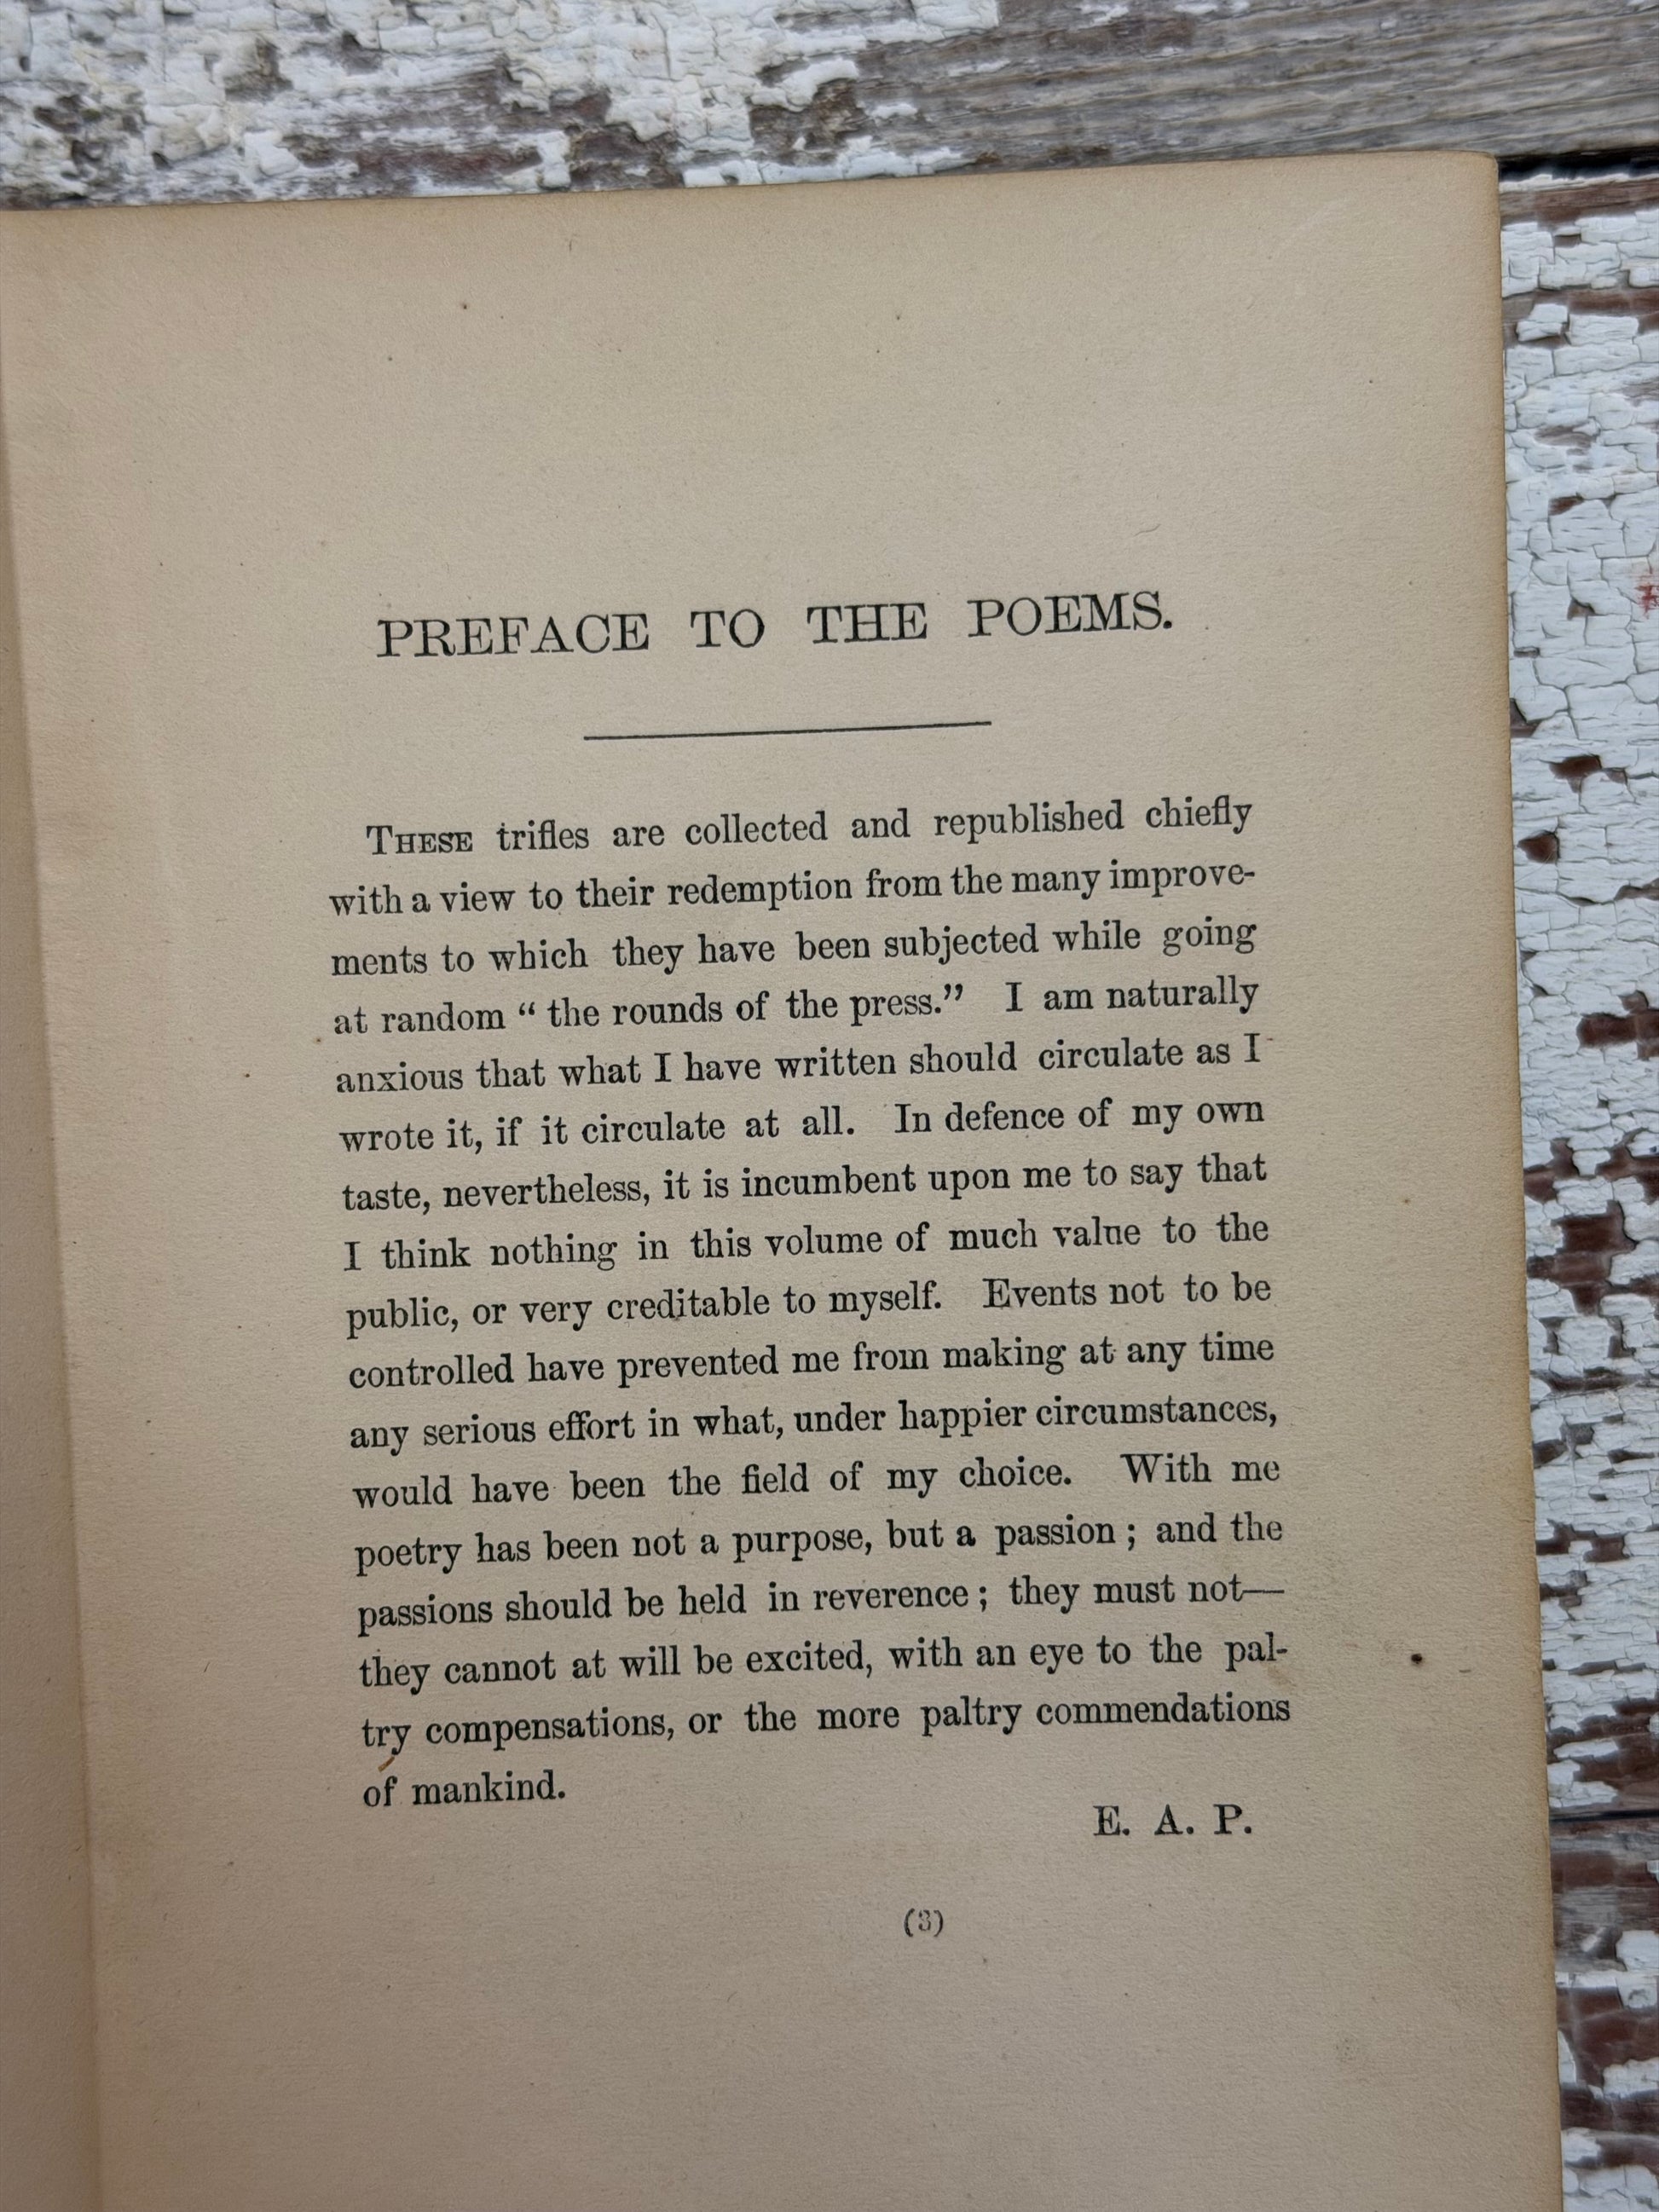 PREFACE TO THE POEMS.
THESE trifles are collected and republished chiefly
with a view to their redemption from the many improve-
ments to which they have been subjected while going
at random “ the rounds of the press.” I am naturally
anxious that what I have written should circulate as I
wrote it, if it circulate at all. In defence of my own
taste, nevertheless, it is incumbent upon me to say that
I think nothing in this volume of much value to the
public, or very creditable to myself. Events not to be
controlled have prevented me from making at any time
any serious effort in what, under happier circumstances,
would have been the field of my choice. With me
poetry has been not a purpose, but a passion ; and the
passions should be held in reverence ; they must not—
they cannot at will be excited, with an eye to the pal-
try compensations, or the more paltry commendations
of mankind.
E. A. P.
(3)